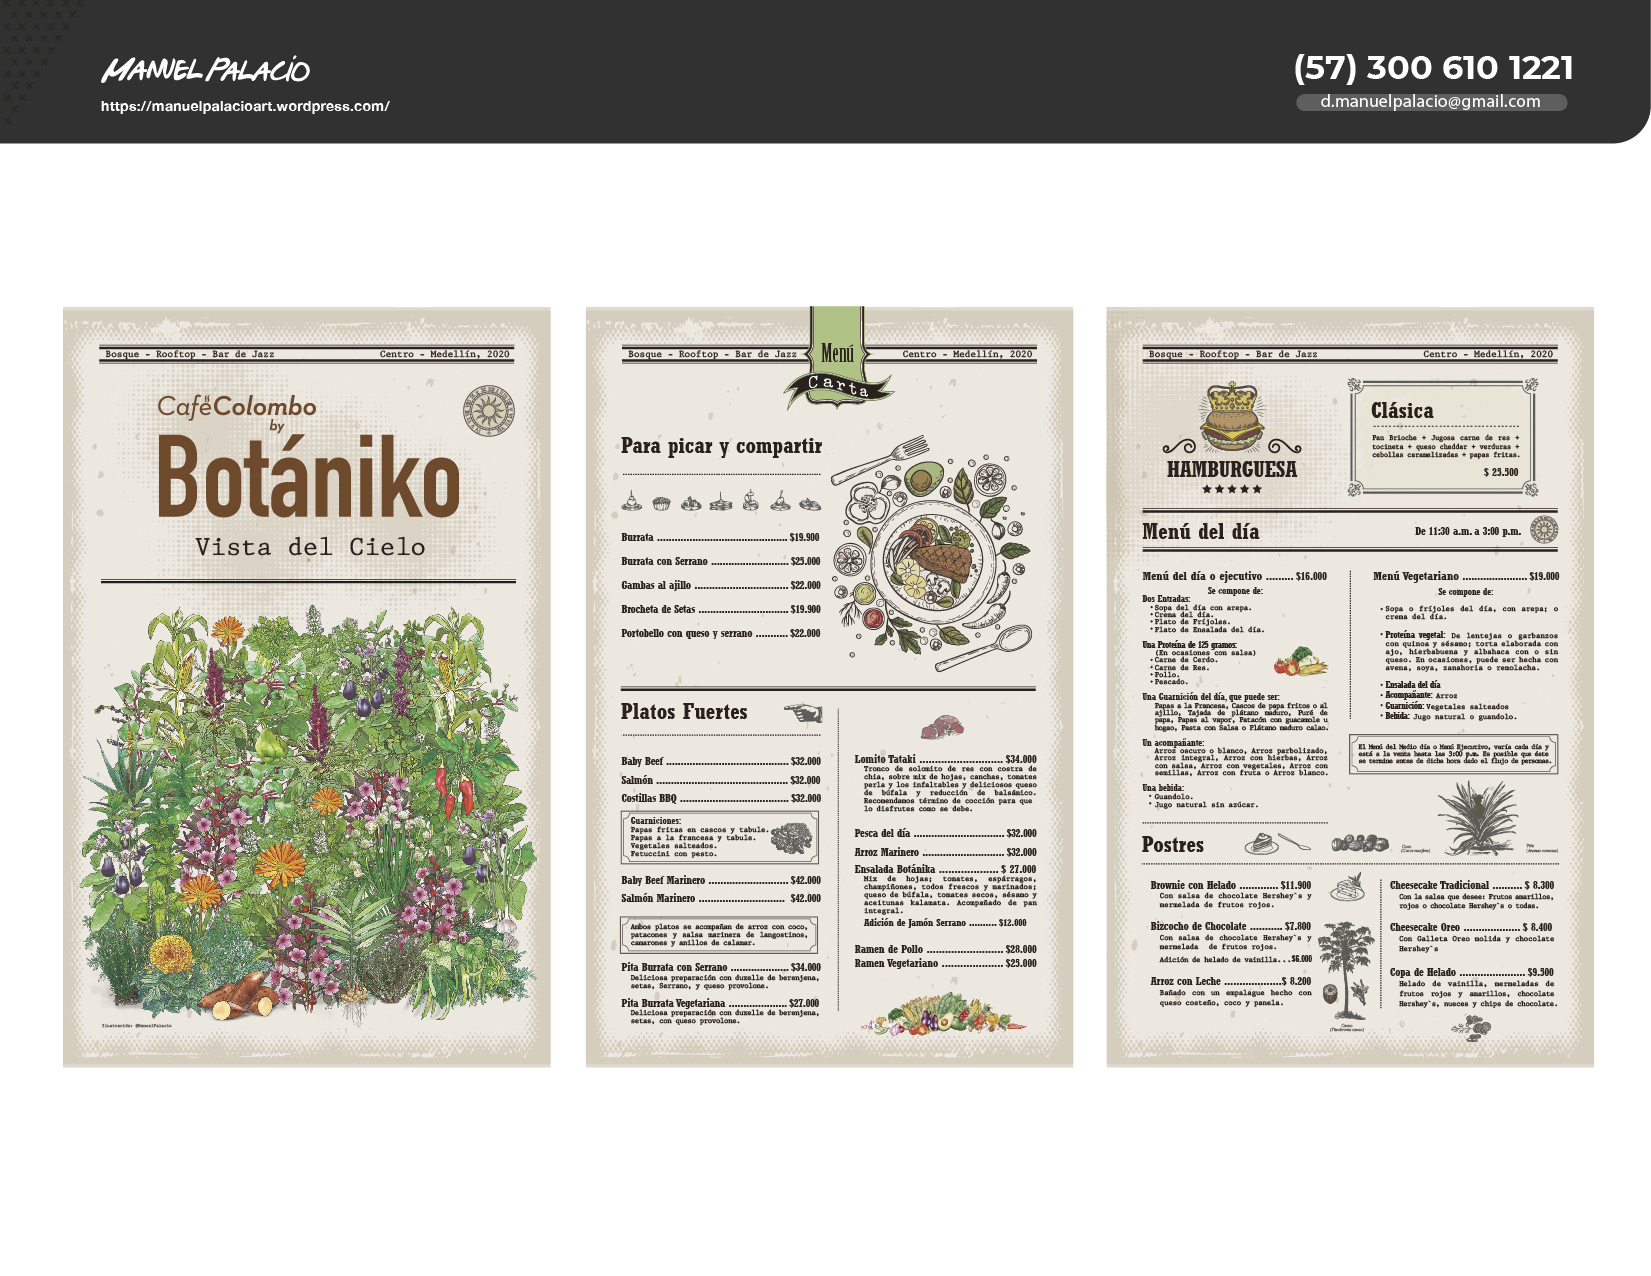 MANUEL PALACIO
https://manuelpalacioart.wordpress.com/
(57) 300 610 1221
d.manuelpalacio@gmail.com
Bosque - Rooftop - Bar de Jazz
Centro - Medellín, 2020
CaféColombo
by
Botániko
Vista del Cielo
Ilustración: @ManuelPalacio
Bosque - Rooftop - Bar de Jazz
Menú
Centro - Medellín, 2020
Carta
Para picar y compartir
Burrata .................................... $19.900
Burrata con Serrano ..................... $25.000
Gambas al ajillo .......................... $22.000
Brocheta de Setas ........................ $19.900
Portobello con queso y serrano .......... $22.000
Platos Fuertes
Baby Beef ................................. $32.000
Salmón .................................... $32.000
Costillas BBQ ............................. $32.000
Guarniciones:
Papas fritas en cascos y tabule.
Papas a la francesa y tabule.
Vegetales salteados.
Fetuccini con pesto.
Baby Beef Marinero ...................... $42.000
Salmón Marinero ......................... $42.000
Ambos platos se acompañan de arroz con coco,
patacones y salsa marinera de langostinos,
camarones y anillos de calamar.
Pita Burrata con Serrano ................ $34.000
Deliciosa preparación con duxelle de berenjena,
setas, Serrano, y queso provolone.
Pita Burrata Vegetariana ................ $27.000
Deliciosa preparación con duxelle de berenjena,
setas, con queso provolone.
Lomito Tataki ............................ $34.000
Tronco de solomito de res con costra de
chía, sobre mix de hojas, canchas, tomates
perla y los infaltables y deliciosos queso
de búfala y reducción de balsámico.
Recomendamos término de cocción para que
lo disfrutes como se debe.
Pesca del día ............................ $32.000
Arroz Marinero .......................... $32.000
Ensalada Botánika ....................... $ 27.000
Mix de hojas; tomates, espárragos,
champiñones, todos frescos y marinados;
queso de búfala, tomates secos, sésamo y
aceitunas kalamata. Acompañado de pan
integral.
Adición de Jamón Serrano .......... $12.000
Ramen de Pollo .......................... $28.000
Ramen Vegetariano ...................... $25.000
Bosque - Rooftop - Bar de Jazz
Centro - Medellín, 2020
HAMBURGUESA
Clásica
Pan Brioche + Jugosa carne de res +
tocineta + queso cheddar + verduras +
cebollas caramelizadas + papas fritas.
$ 23.500
Menú del día
De 11:30 a.m. a 3:00 p.m.
Menú del día o ejecutivo ......... $16.000
Se compone de:
Dos Entradas:
• Sopa del día con arepa.
• Crema del día.
• Plato de Frijoles.
• Plato de Ensalada del día.
Una Proteína de 125 gramos:
(En ocasiones con salsa)
• Carne de Cerdo.
• Carne de Res.
• Pollo.
• Pescado.
Una Guarnición del día, que puede ser:
Papas a la Francesa, Cascos de papa fritos o al
ajillo, Tajada de plátano maduro, Puré de
papa, Papas al vapor, Patacón con guacamole u
hogao, Pasta con Salsa o Plátano maduro calao.
Un acompañante:
Arroz oscuro o blanco, Arroz parbolizado,
Arroz integral, Arroz con hierbas, Arroz
con salsa, Arroz con vegetales, Arroz con
semillas, Arroz con fruta o Arroz blanco.
Una bebida:
• Guandolo.
• Jugo natural sin azúcar.
Menú Vegetariano ...................... $19.000
Se compone de:
• Sopa o fríjoles del día, con arepa; o
crema del día.
• Proteína vegetal: De lentejas o garbanzos
con quinoa y sésamo; torta elaborada con
ajo, hierbabuena y albahaca con o sin
queso. En ocasiones, puede ser hecha con
avena, soya, zanahoria o remolacha.
• Ensalada del día
• Acompañante: Arroz
• Guarnición: Vegetales salteados
• Bebida: Jugo natural o guandolo.
El Menú del Medio día o Menú Ejecutivo, varía cada día y
está a la venta hasta las 3:00 p.m. Es posible que éste
se termine antes de dicha hora dado el flujo de personas.
Postres
Brownie con Helado ............ $11.900
Con salsa de chocolate Hershey`s y
mermelada de frutos rojos.
Bizcocho de Chocolate .......... $7.800
Con salsa de chocolate Hershey`s y
mermelada de frutos rojos.
Adición de helado de vainilla...$6.000
Arroz con Leche ..................$ 8.200
Bañado con un empalague hecho con
queso costeño, coco y panela.
Cheesecake Tradicional .......... $ 8.300
Con la salsa que desee: Frutos amarillos,
rojos o chocolate Hershey`s o todas.
Cheesecake Oreo .................. $ 8.400
Con Galleta Oreo molida y chocolate
Hershey`s
Copa de Helado ..................... $9.500
Helado de vainilla, mermeladas de
frutos rojos y amarillos, chocolate
Hershey`s, nueces y chips de chocolate.